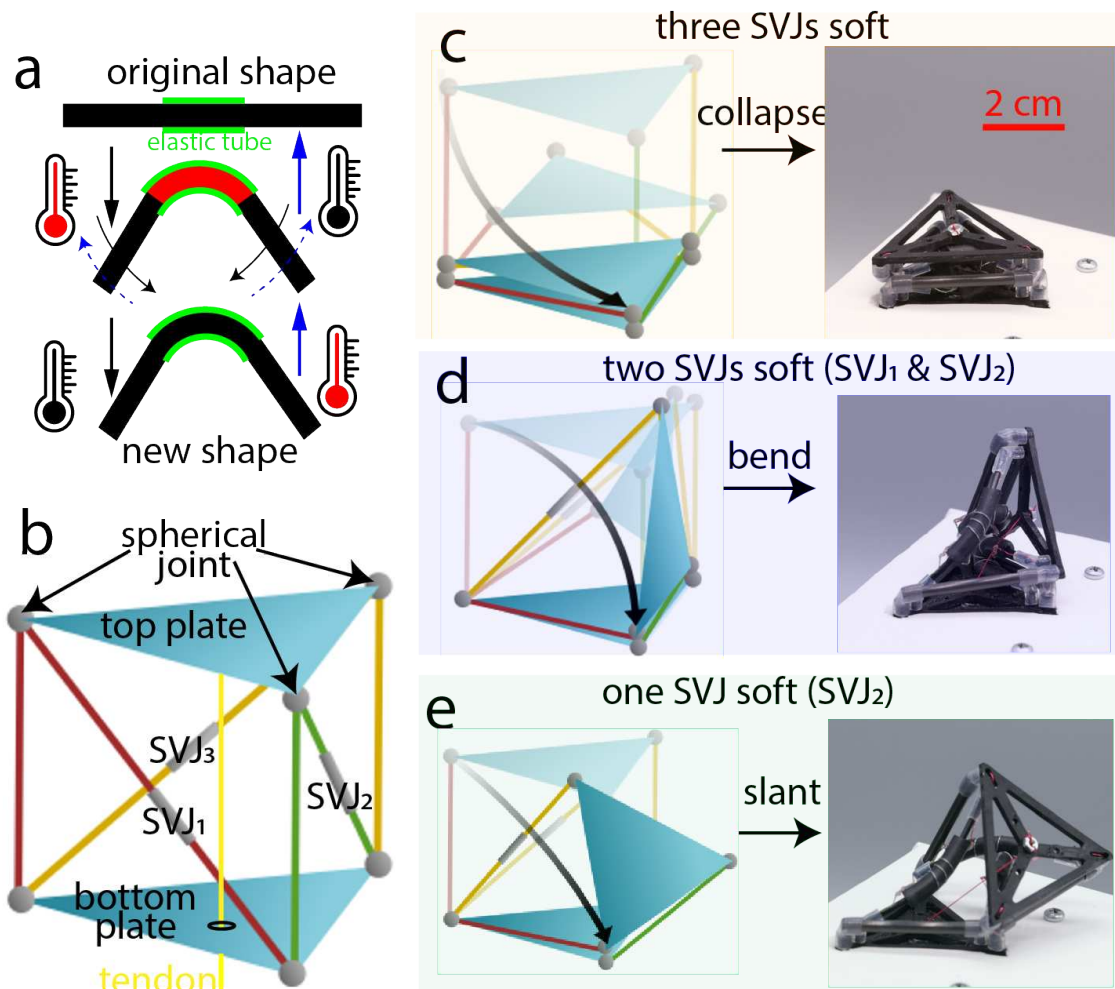 a
original shape
elastic tube
new shape
b
spherical
joint
top plate
SVJ₃
SVJ₁
SVJ₂
bottom
plate
tendon
c
three SVJs soft
collapse
2 cm
d
two SVJs soft (SVJ₁ & SVJ₂)
bend
e
one SVJ soft (SVJ₂)
slant